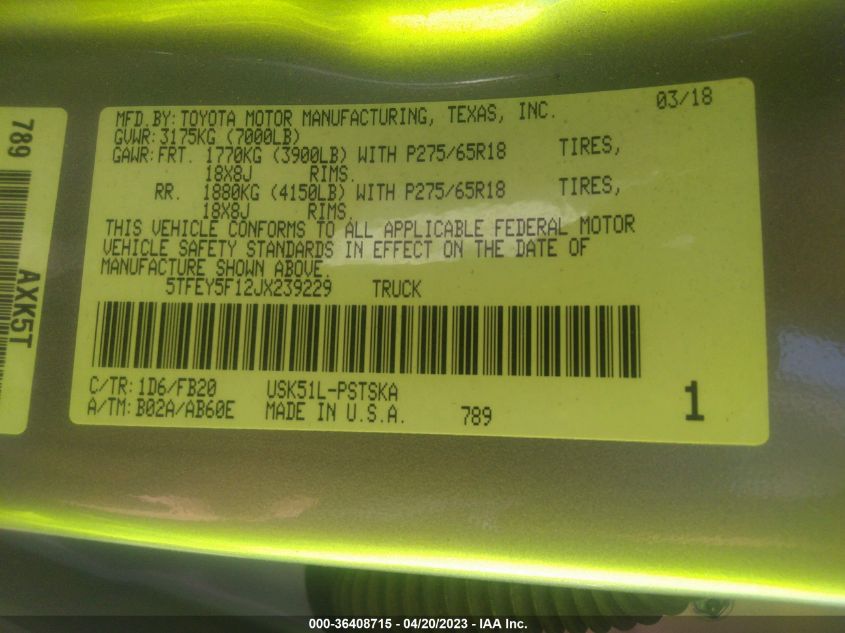 MFD.BY: TOYOTA MOTOR MANUFACTURING, TEXAS, INC. 03/18
GVWR: 3175KG (7000LB)
GAWR: FRT. 1770KG (3900LB) WITH P275/65R18 TIRES,
18X8J RIMS.
RR. 1880KG (4150LB) WITH P275/65R18 TIRES,
18X8J RIMS.
THIS VEHICLE CONFORMS TO ALL APPLICABLE FEDERAL MOTOR
VEHICLE SAFETY STANDARDS IN EFFECT ON THE DATE OF
MANUFACTURE SHOWN ABOVE.
5TFEY5F12JX239229 TRUCK
C/TR: 1D6/FB20 USK51L-PSTSKA
A/TM: B02A/AB60E MADE IN U.S.A. 789 1
789
AXK5T
000-36408715 - 04/20/2023 - IAA Inc.